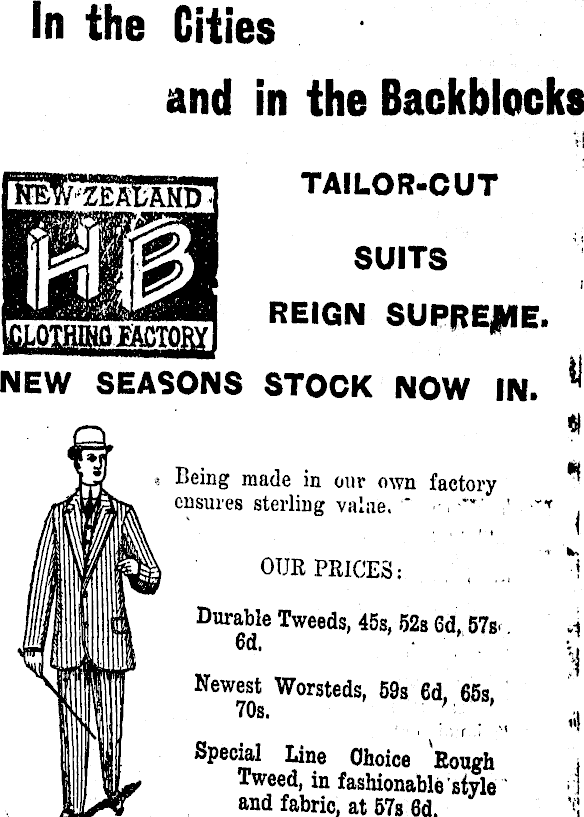 In the Cities
and in the Backblocks
NEW ZEALAND
HB
CLOTHING FACTORY
TAILOR-CUT
SUITS
REIGN SUPREME.
NEW SEASONS STOCK NOW IN.
Being made in our own factory
ensures sterling value.
OUR PRICES:
Durable Tweeds, 45s, 52s 6d, 57s
6d.
Newest Worsteds, 59s 6d, 65s,
70s.
Special Line Choice Rough
Tweed, in fashionable style
and fabric, at 57s 6d.